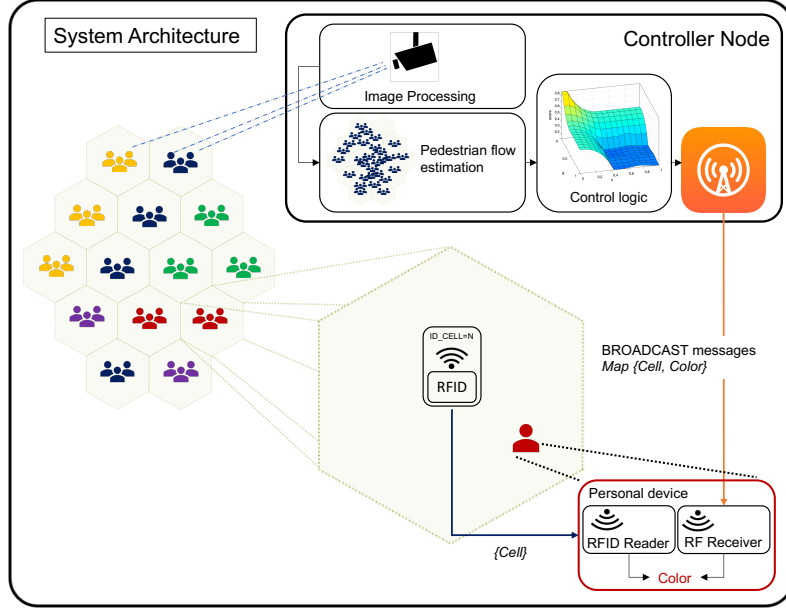 System Architecture
Controller Node
Image Processing
Pedestrian flow
estimation
Control logic
ID_CELL=N
RFID
BROADCAST messages
Map {Cell, Color}
Personal device
RFID Reader
RF Receiver
{Cell}
Color